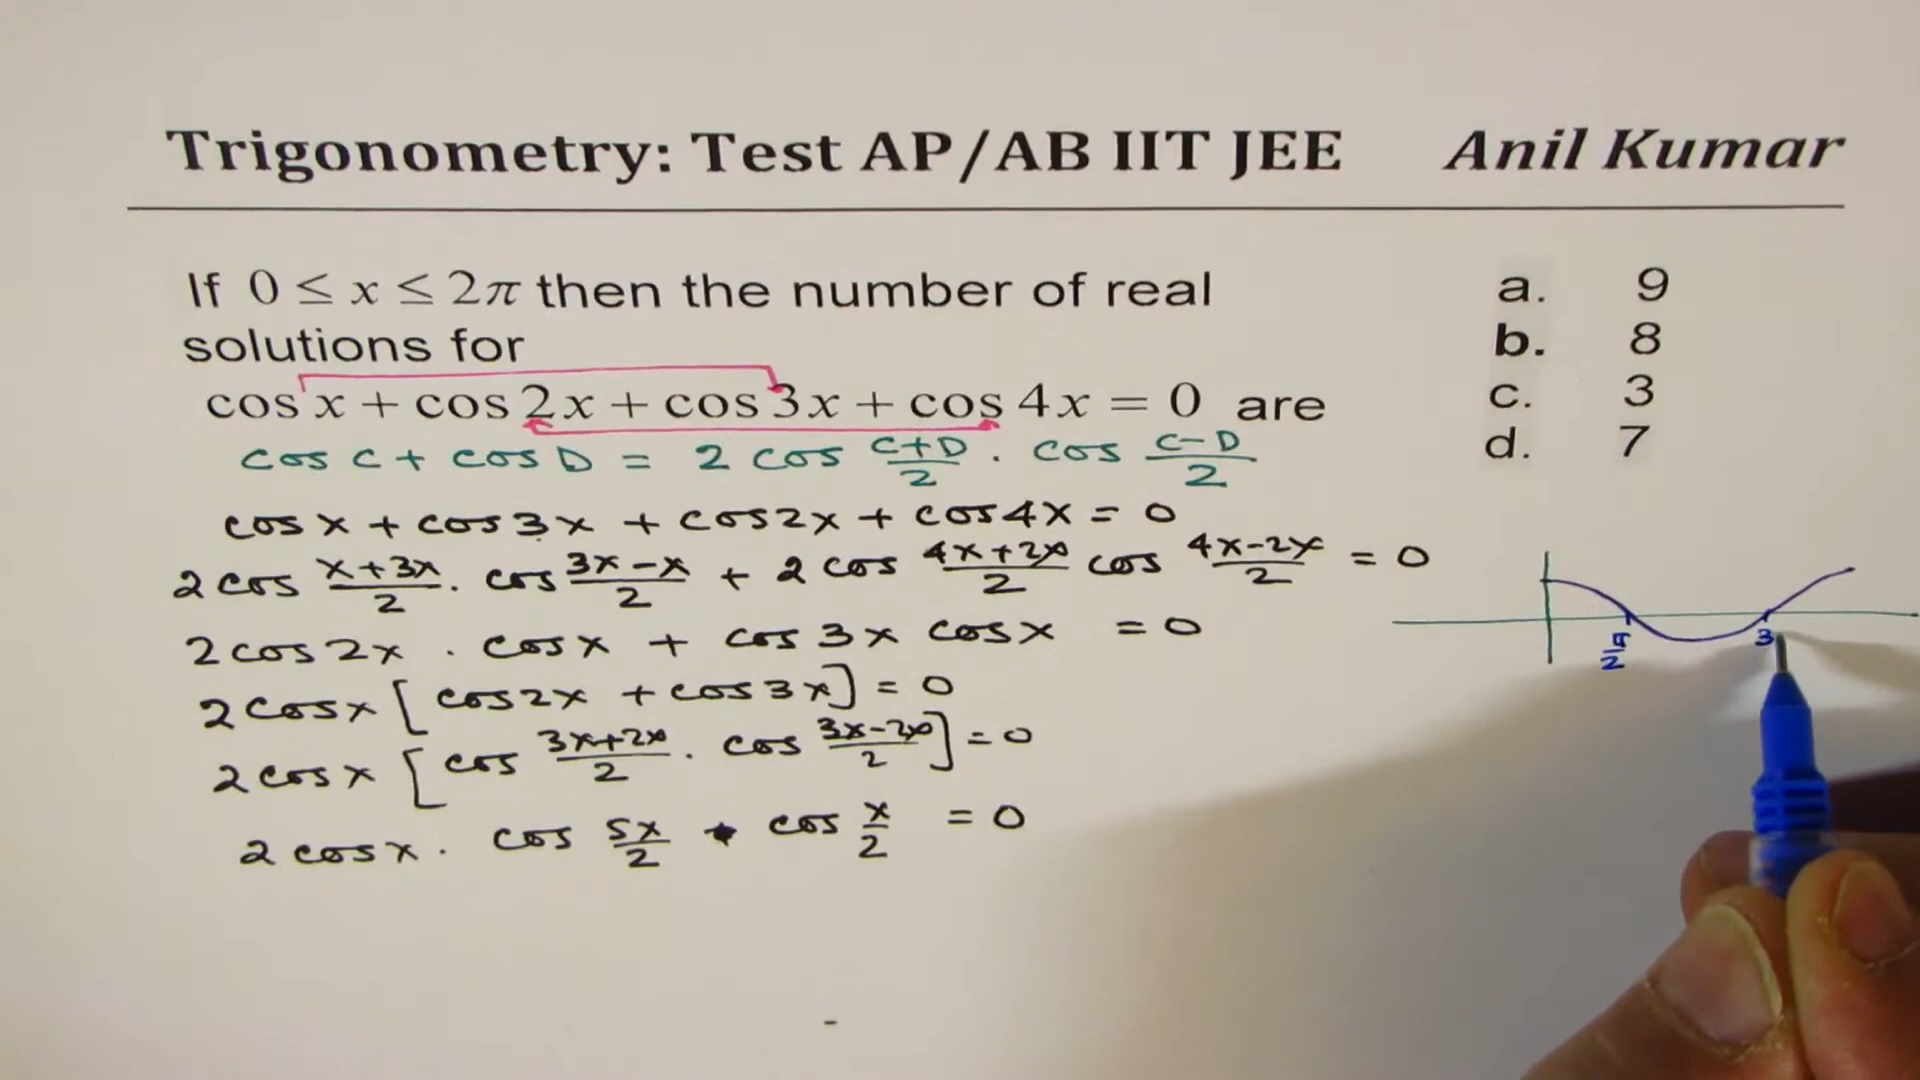 Trigonometry: Test AP/AB IIT JEE Anil Kumar
If 0 ≤ x ≤ 2π then the number of real
solutions for
cos x + cos 2x + cos 3x + cos 4x = 0 are
a. 9
b. 8
c. 3
d. 7
cos C + cos D = 2 cos (C+D)/2 · cos (C-D)/2
cos x + cos 3x + cos 2x + cos 4x = 0
2 cos (x+3x)/2 · cos (3x-x)/2 + 2 cos (4x+2x)/2 cos (4x-2x)/2 = 0
2 cos 2x · cos x + cos 3x cos x = 0
2 cos x [cos 2x + cos 3x] = 0
2 cos x [cos (3x+2x)/2 · cos (3x-2x)/2] = 0
2 cos x · cos 5x/2 · cos x/2 = 0
π/2 3